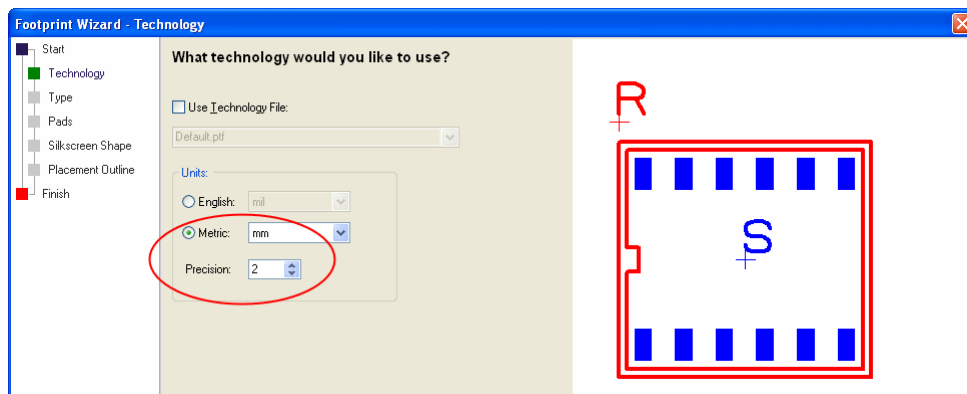 Footprint Wizard - Technology
Start
Technology
Type
Pads
Silkscreen Shape
Placement Outline
Finish
What technology would you like to use?
Use Technology File:
Default.ptf
Units:
English: mil
Metric: mm
Precision: 2
R
S